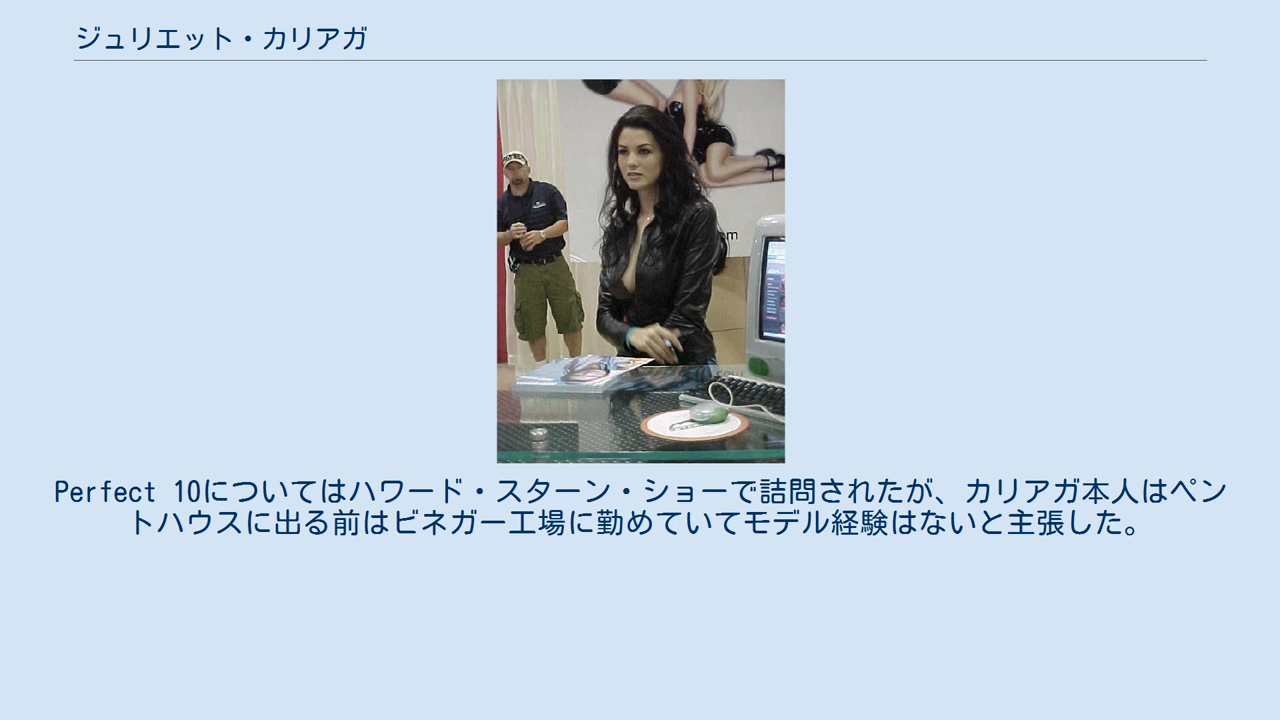 ジュリエット・カリアガ
om
Perfect 10についてはハワード・スターン・ショーで詰問されたが、カリアガ本人はペン
トハウスに出る前はビネガー工場に勤めていてモデル経験はないと主張した。